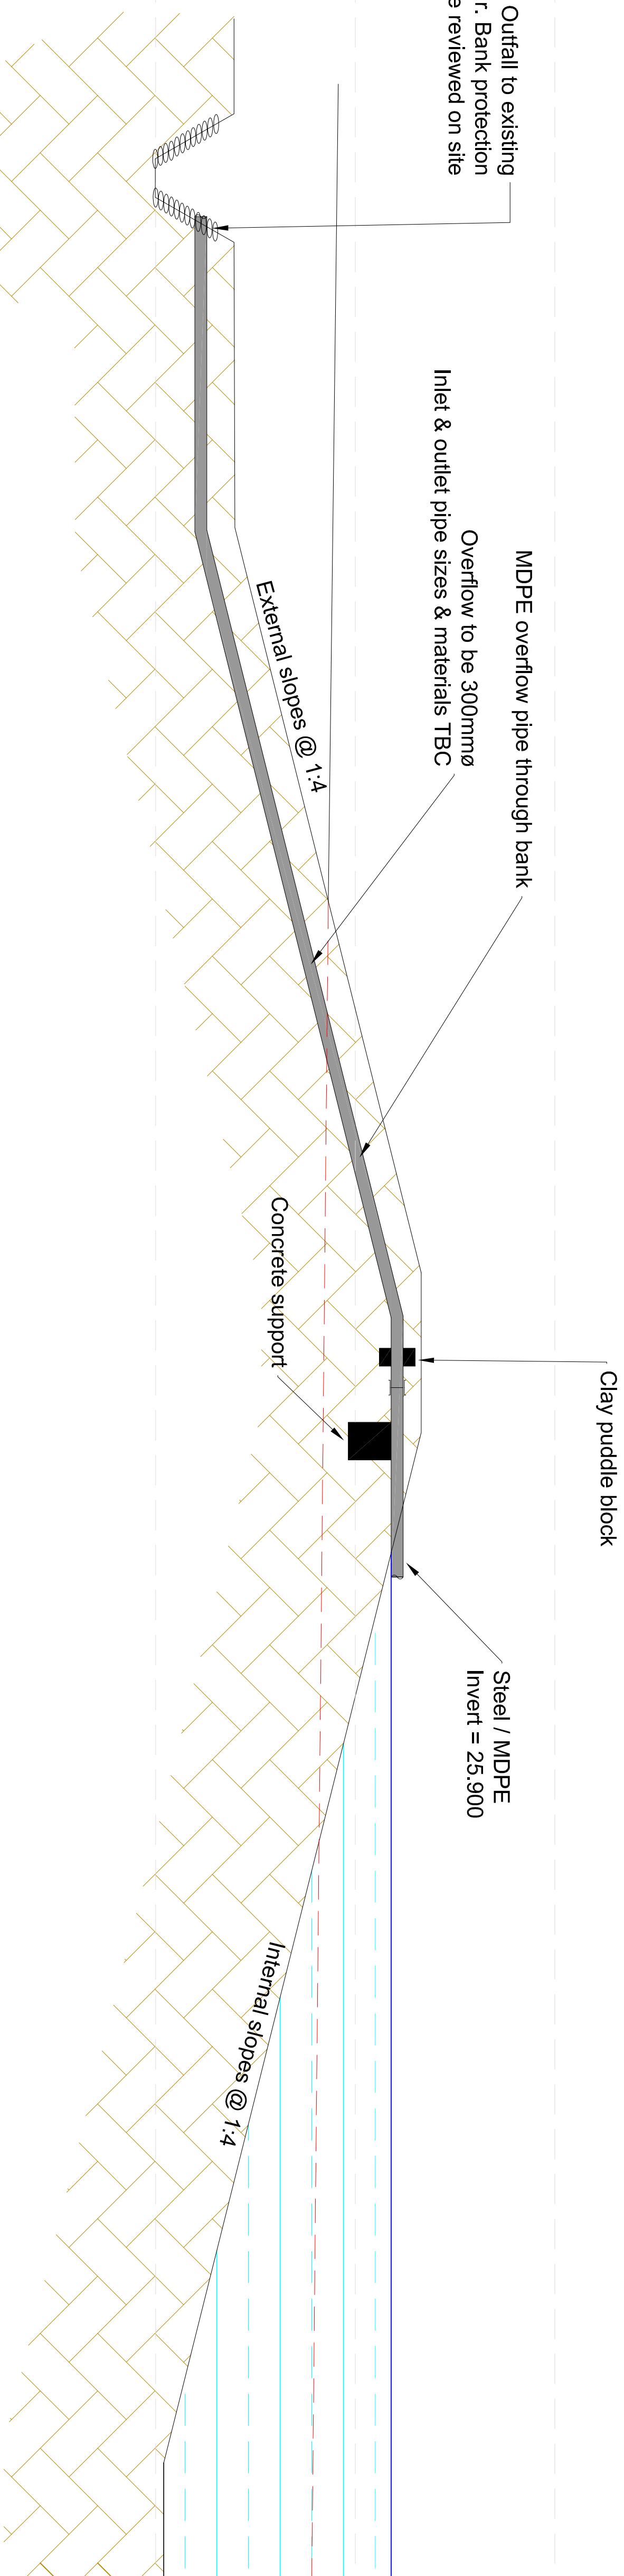 Outfall to existing
r. Bank protection
e reviewed on site
MDPE overflow pipe through bank
Overflow to be 300mmø
Inlet & outlet pipe sizes & materials TBC
External slopes @ 1:4
Concrete support
Clay puddle block
Steel / MDPE
Invert = 25.900
Internal slopes @ 1:4